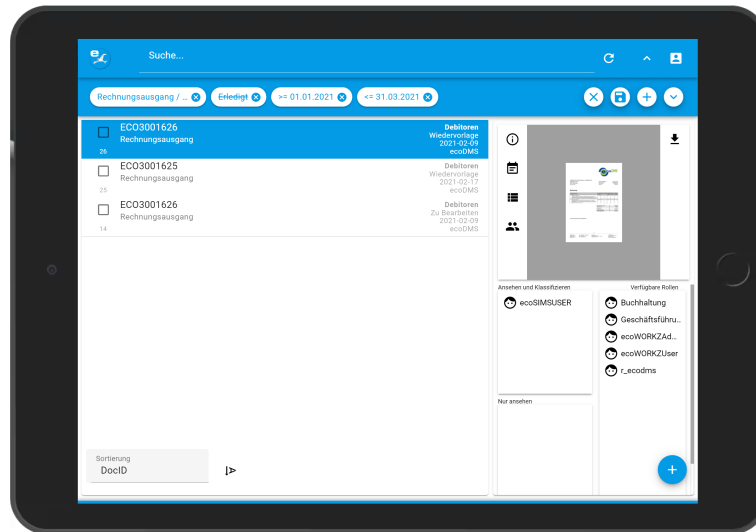 Suche...
Rechnungsausgang / ...
Erledigt
>= 01.01.2021
<= 31.03.2021
ECO3001626
Rechnungsausgang
26
Debitoren
Wiedervorlage
2021-02-09
ecoDMS
ECO3001625
Rechnungsausgang
25
Debitoren
Wiedervorlage
2021-02-17
ecoDMS
ECO3001626
Rechnungsausgang
14
Debitoren
Zu Bearbeiten
2021-02-09
ecoDMS
Sortierung
DocID
Ansehen und Klassifizieren
ecoSIMSUSER
Nur ansehen
Verfügbare Rollen
Buchhaltung
Geschäftsführu...
ecoWORKZAd...
ecoWORKZUser
r_ecodms